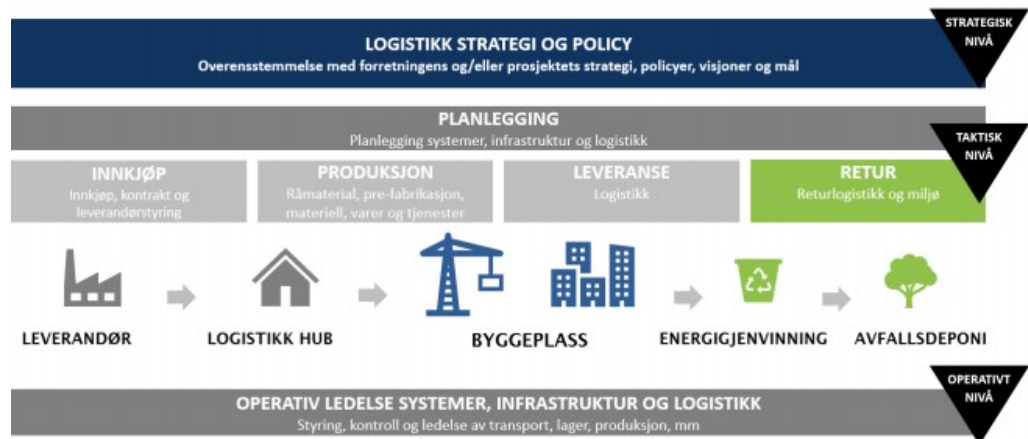 STRATEGISK
NIVÅ
LOGISTIKK STRATEGI OG POLICY
Overensstemmelse med forretningens og/eller prosjektets strategi, policyer, visjoner og mål
PLANLEGGING
Planlegging systemer, infrastruktur og logistikk
TAKTISK
NIVÅ
INNKJØP
Innkjøp, kontrakt og
leverandørstyring
PRODUKSJON
Råmaterial, pre-fabrikasjon,
materiell, varer og tjenester
LEVERANSE
Logistikk
RETUR
Returlogistikk og miljø
LEVERANDØR
LOGISTIKK HUB
BYGGEPLASS
ENERGIGJENVINNING
AVFALLSDEPONI
OPERATIVT
NIVÅ
OPERATIV LEDELSE SYSTEMER, INFRASTRUKTUR OG LOGISTIKK
Styring, kontroll og ledelse av transport, lager, produksjon, mm